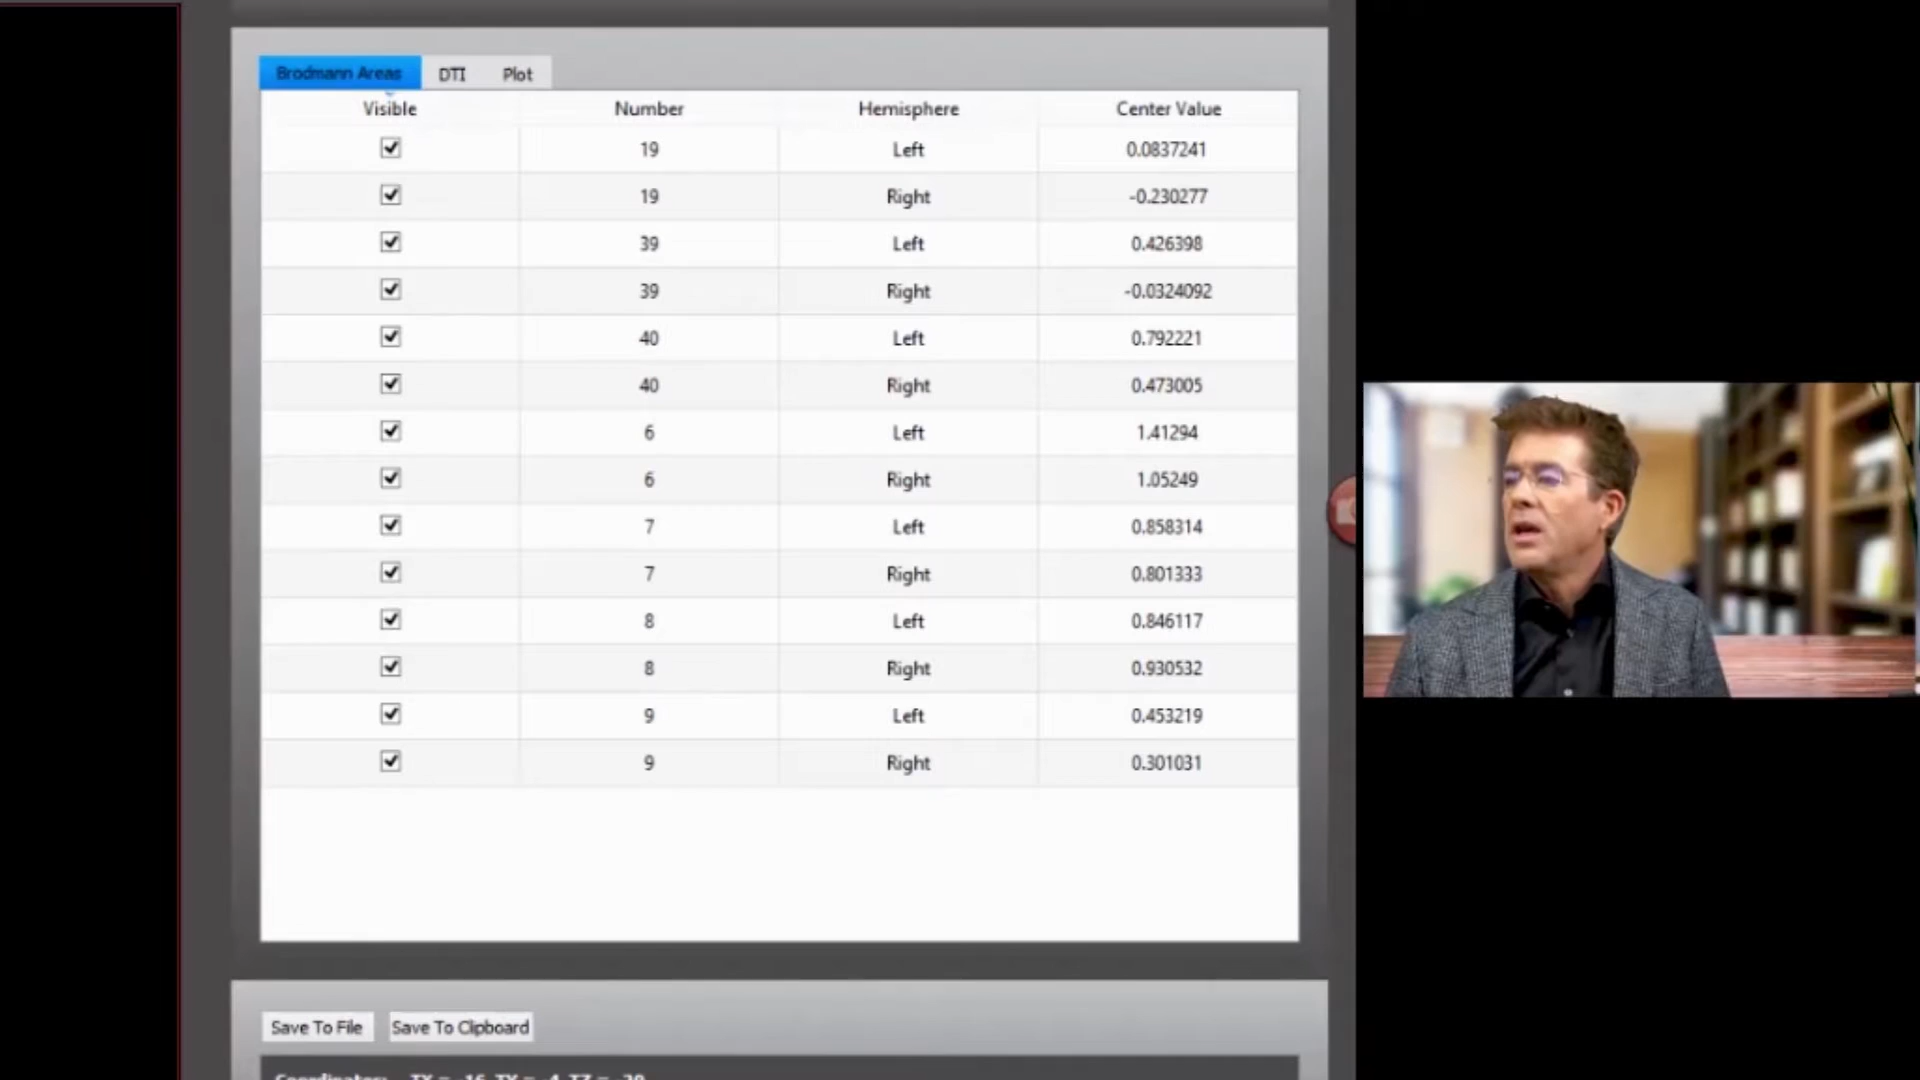 Brodmann Areas DTI Plot
Visible Number Hemisphere Center Value
19 Left 0.0837241
19 Right -0.230277
39 Left 0.426398
39 Right -0.0324092
40 Left 0.792221
40 Right 0.473005
6 Left 1.41294
6 Right 1.05249
7 Left 0.858314
7 Right 0.801333
8 Left 0.846117
8 Right 0.930532
9 Left 0.453219
9 Right 0.301031
Save To File Save To Clipboard